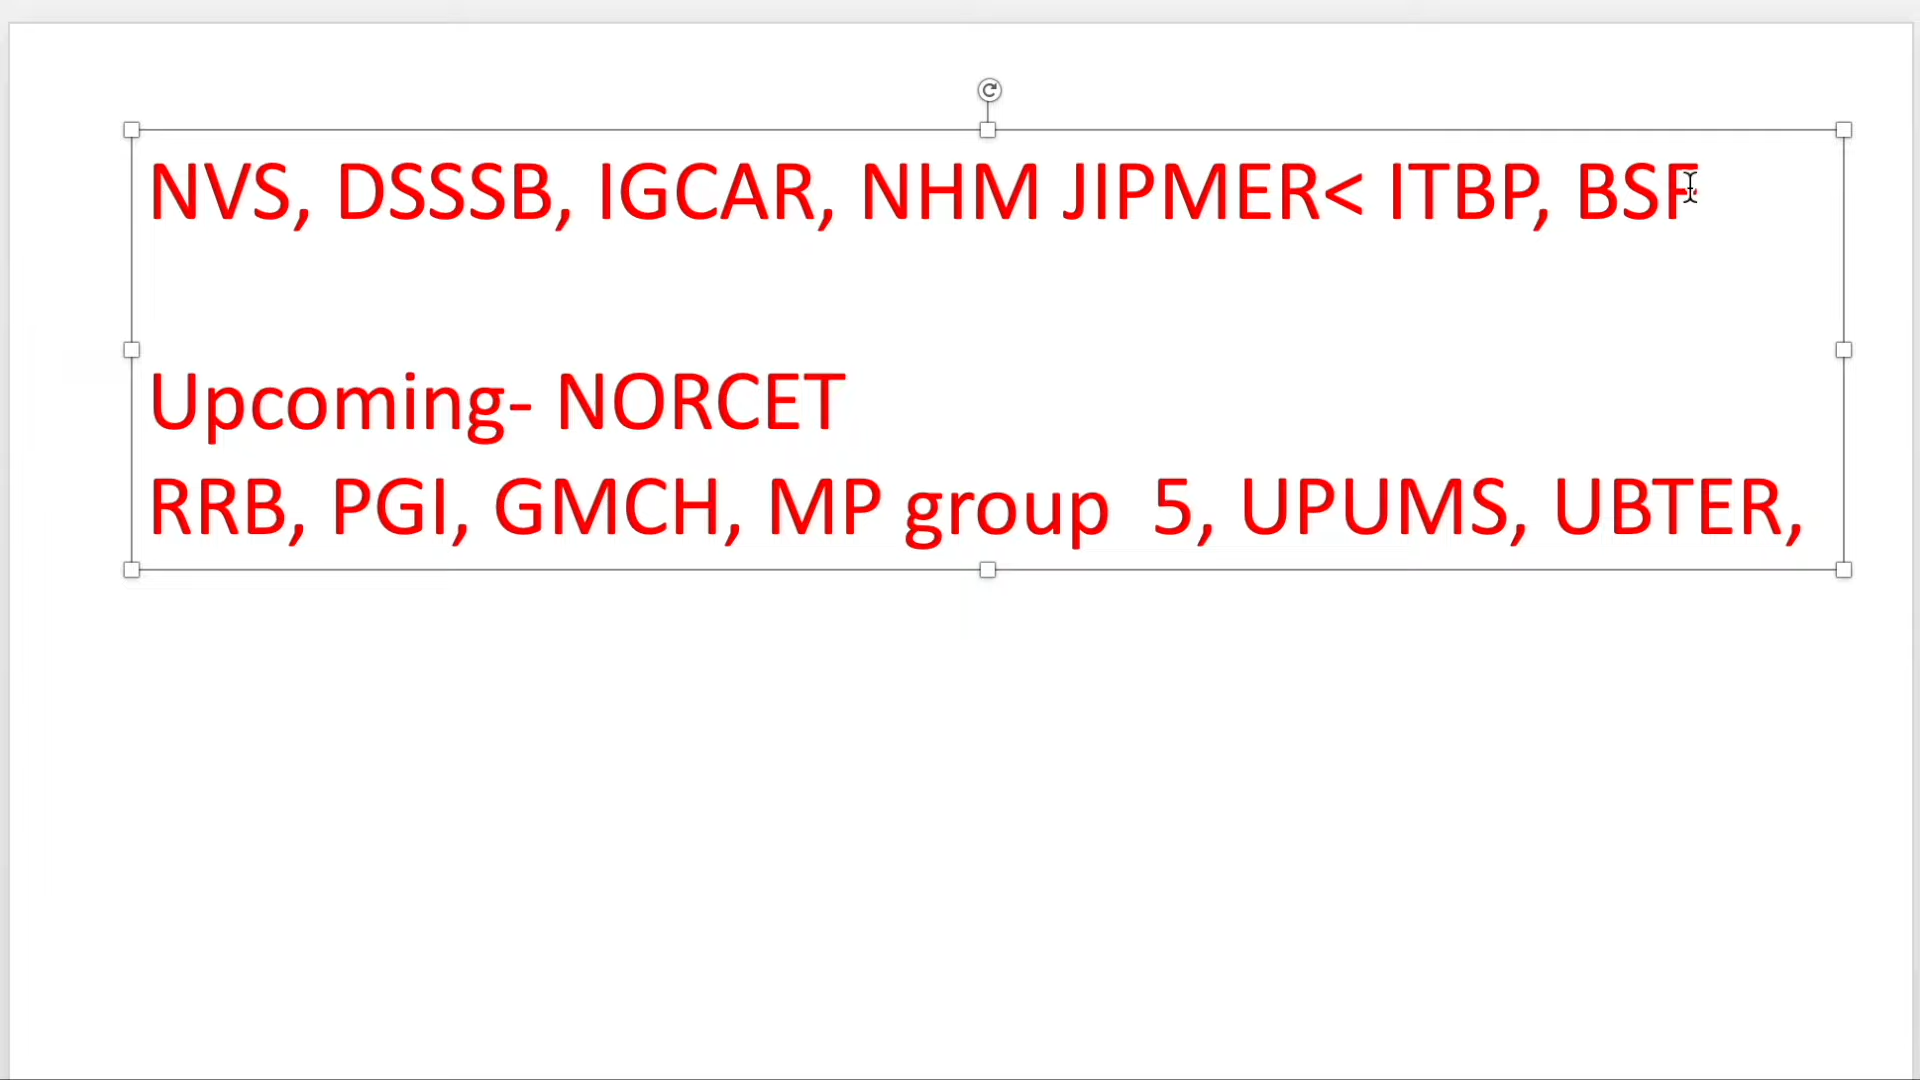 NVS, DSSSB, IGCAR, NHM JIPMER< ITBP, BSF
Upcoming- NORCET
RRB, PGI, GMCH, MP group  5, UPUMS, UBTER,